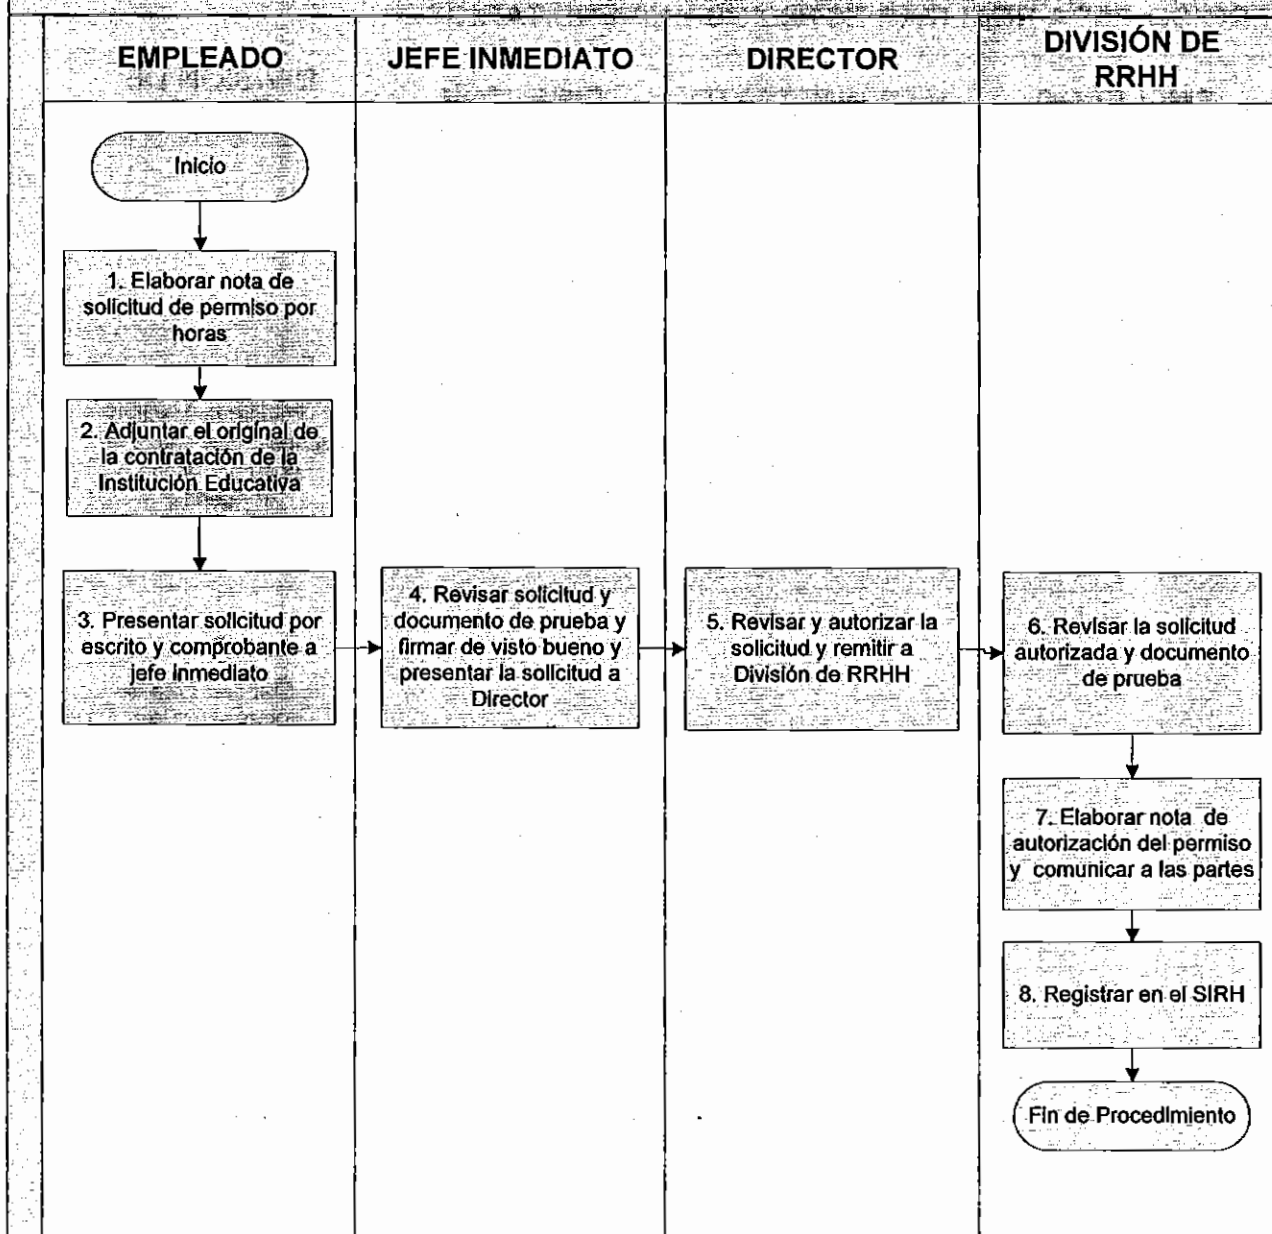 EMPLEADO
JEFE INMEDIATO
DIRECTOR
DIVISIÓN DE
RRHH
Inicio
1. Elaborar nota de
solicitud de permiso por
horas
2. Adjuntar el original de
la contratación de la
Institución Educativa
3. Presentar solicitud por
escrito y comprobante a
jefe inmediato
4. Revisar solicitud y
documento de prueba y
firmar de visto bueno y
presentar la solicitud a
Director
5. Revisar y autorizar la
solicitud y remitir a
División de RRHH
6. Revisar la solicitud
autorizada y documento
de prueba
7. Elaborar nota de
autorización del permiso
y comunicar a las partes
8. Registrar en el SIRH
Fin de Procedimiento